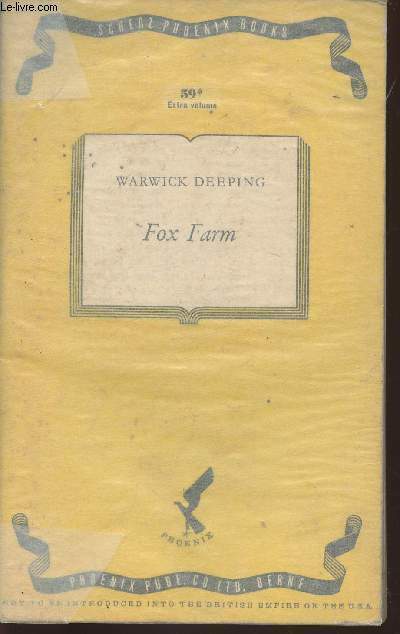 © Le-livre.com
SCHERZ PHOENIX BOOKS
59*
Extra volume
WARWICK DEEPING
Fox Farm
PHOENIX
PHOENIX PUBL. CO. LTD. BERNE
NOT TO BE INTRODUCED INTO THE BRITISH EMPIRE OR THE U.S.A.